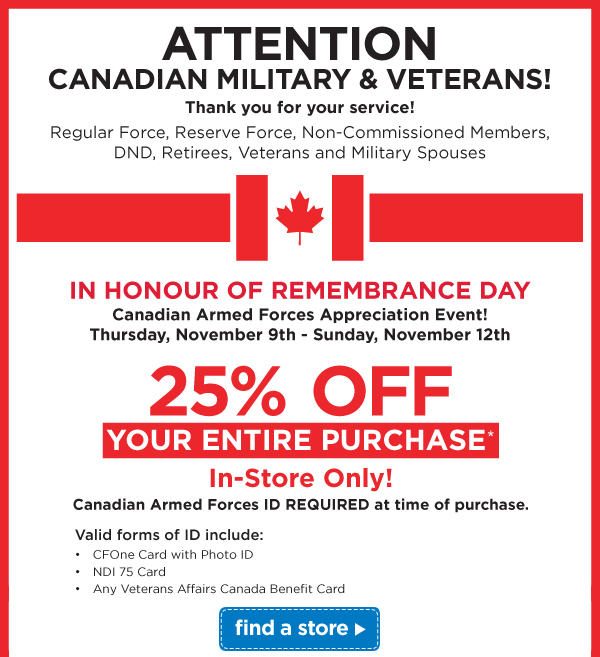 ATTENTION
CANADIAN MILITARY & VETERANS!
Thank you for your service!
Regular Force, Reserve Force, Non-Commissioned Members,
DND, Retirees, Veterans and Military Spouses
IN HONOUR OF REMEMBRANCE DAY
Canadian Armed Forces Appreciation Event!
Thursday, November 9th - Sunday, November 12th
25% OFF
YOUR ENTIRE PURCHASE*
In-Store Only!
Canadian Armed Forces ID REQUIRED at time of purchase.
Valid forms of ID include:
• CFOne Card with Photo ID
• NDI 75 Card
• Any Veterans Affairs Canada Benefit Card
find a store ▶